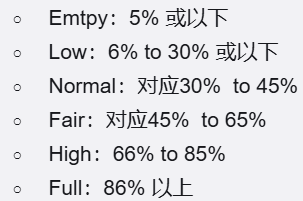 ○ Emtpy：5% 或以下
○ Low：6% to 30% 或以下
○ Normal：对应30%  to 45%
○ Fair：对应45%  to 65%
○ High：66% to 85%
○ Full：86% 以上